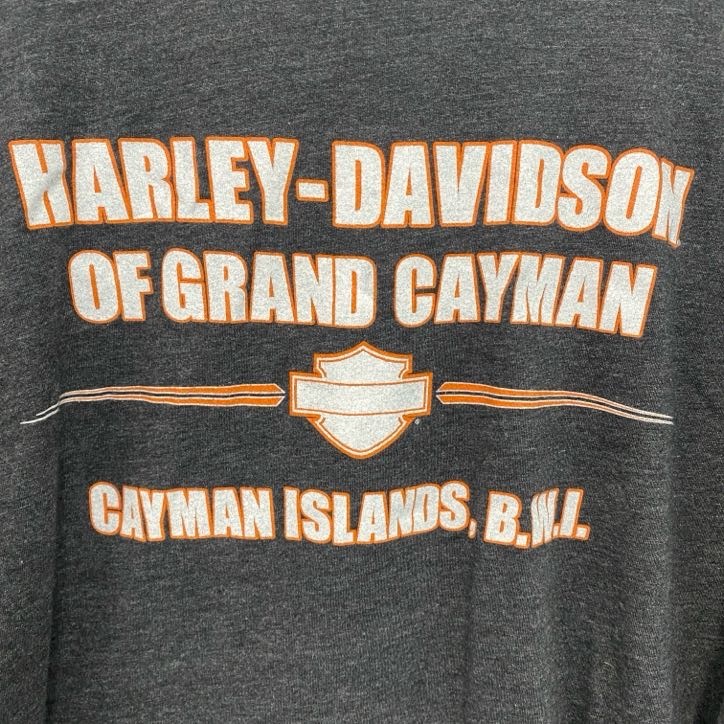 HARLEY-DAVIDSON
OF GRAND CAYMAN
®
CAYMAN ISLANDS, B.W.I.